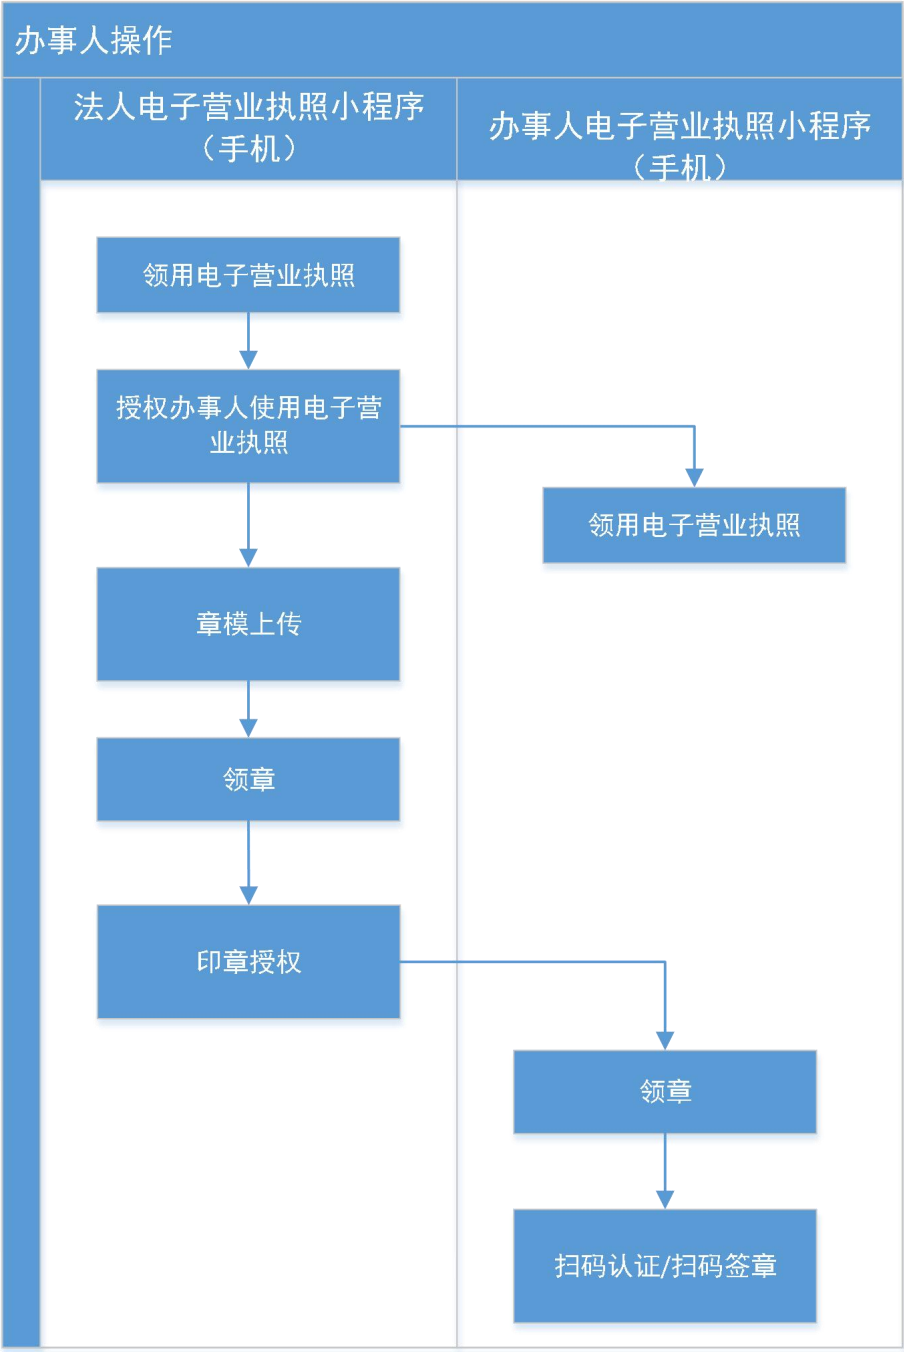 办事人操作
法人电子营业执照小程序
（手机）
办事人电子营业执照小程序
（手机）
领用电子营业执照
授权办事人使用电子营
业执照
领用电子营业执照
章模上传
领章
印章授权
领章
扫码认证/扫码签章